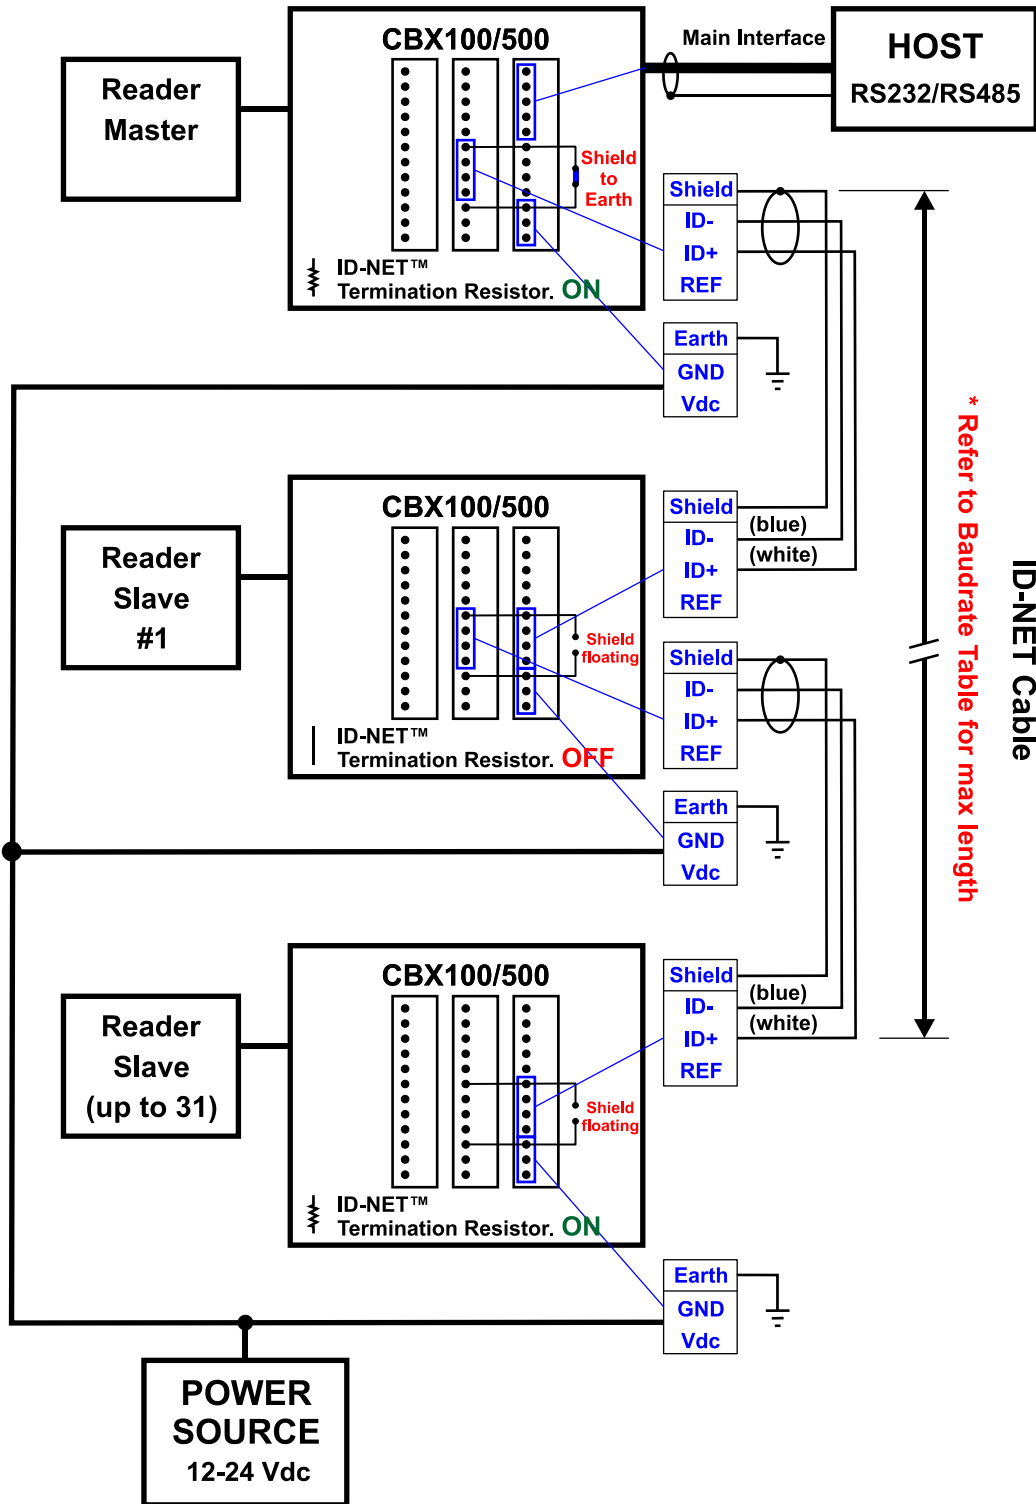 CBX100/500
Reader
Master
Main Interface
HOST
RS232/RS485
Shield
to
Earth
ID-NET™
Termination Resistor. ON
Shield
ID-
ID+
REF
Earth
GND
Vdc
CBX100/500
Reader
Slave
#1
Shield
floating
ID-NET™
Termination Resistor. OFF
Shield
ID-
ID+
REF
(blue)
(white)
Shield
ID-
ID+
REF
Earth
GND
Vdc
* Refer to Baudrate Table for max length
ID-NET Cable
CBX100/500
Reader
Slave
(up to 31)
Shield
floating
ID-NET™
Termination Resistor. ON
Shield
ID-
ID+
REF
(blue)
(white)
Earth
GND
Vdc
POWER
SOURCE
12-24 Vdc